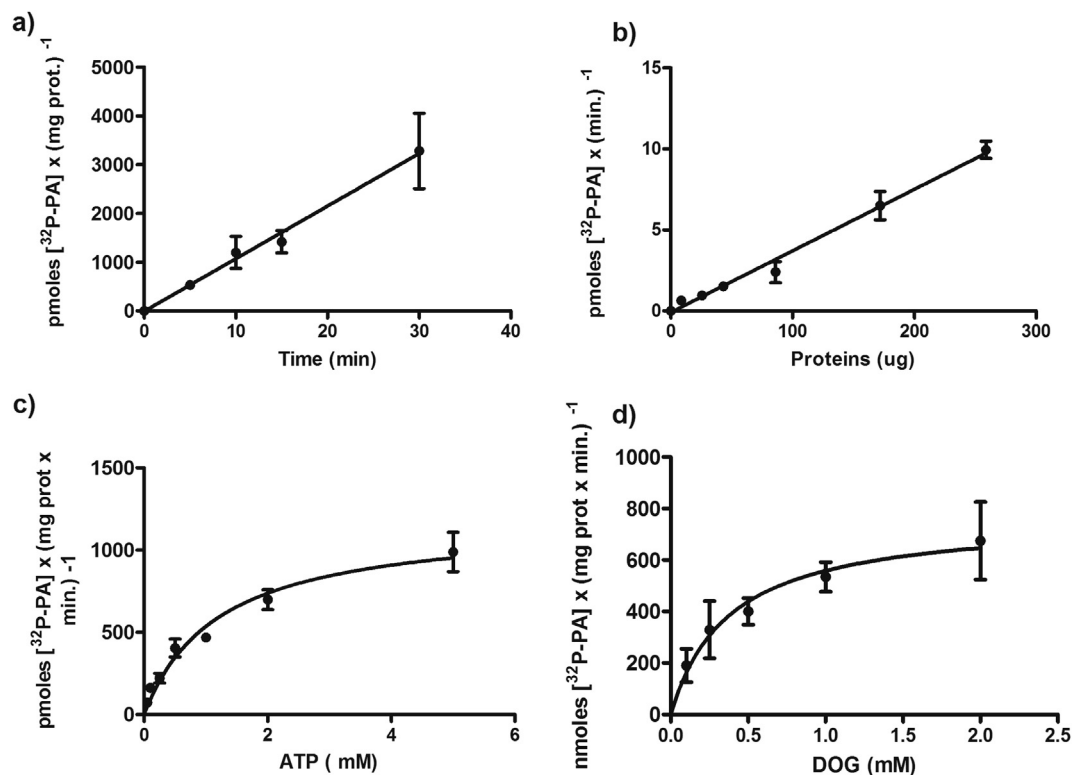 a)
pmoles [³²P-PA] x (mg prot.) ⁻¹
5000
4000
3000
2000
1000
0
0 10 20 30 40
Time (min)
b)
pmoles [³²P-PA] x (min.) ⁻¹
15
10
5
0
0 100 200 300
Proteins (ug)
c)
pmoles [³²P-PA] x (mg prot x
min.) ⁻¹
1500
1000
500
0
0 2 4 6
ATP ( mM)
d)
nmoles [³²P-PA] x (mg prot x min.) ⁻¹
1000
800
600
400
200
0
0.0 0.5 1.0 1.5 2.0 2.5
DOG (mM)